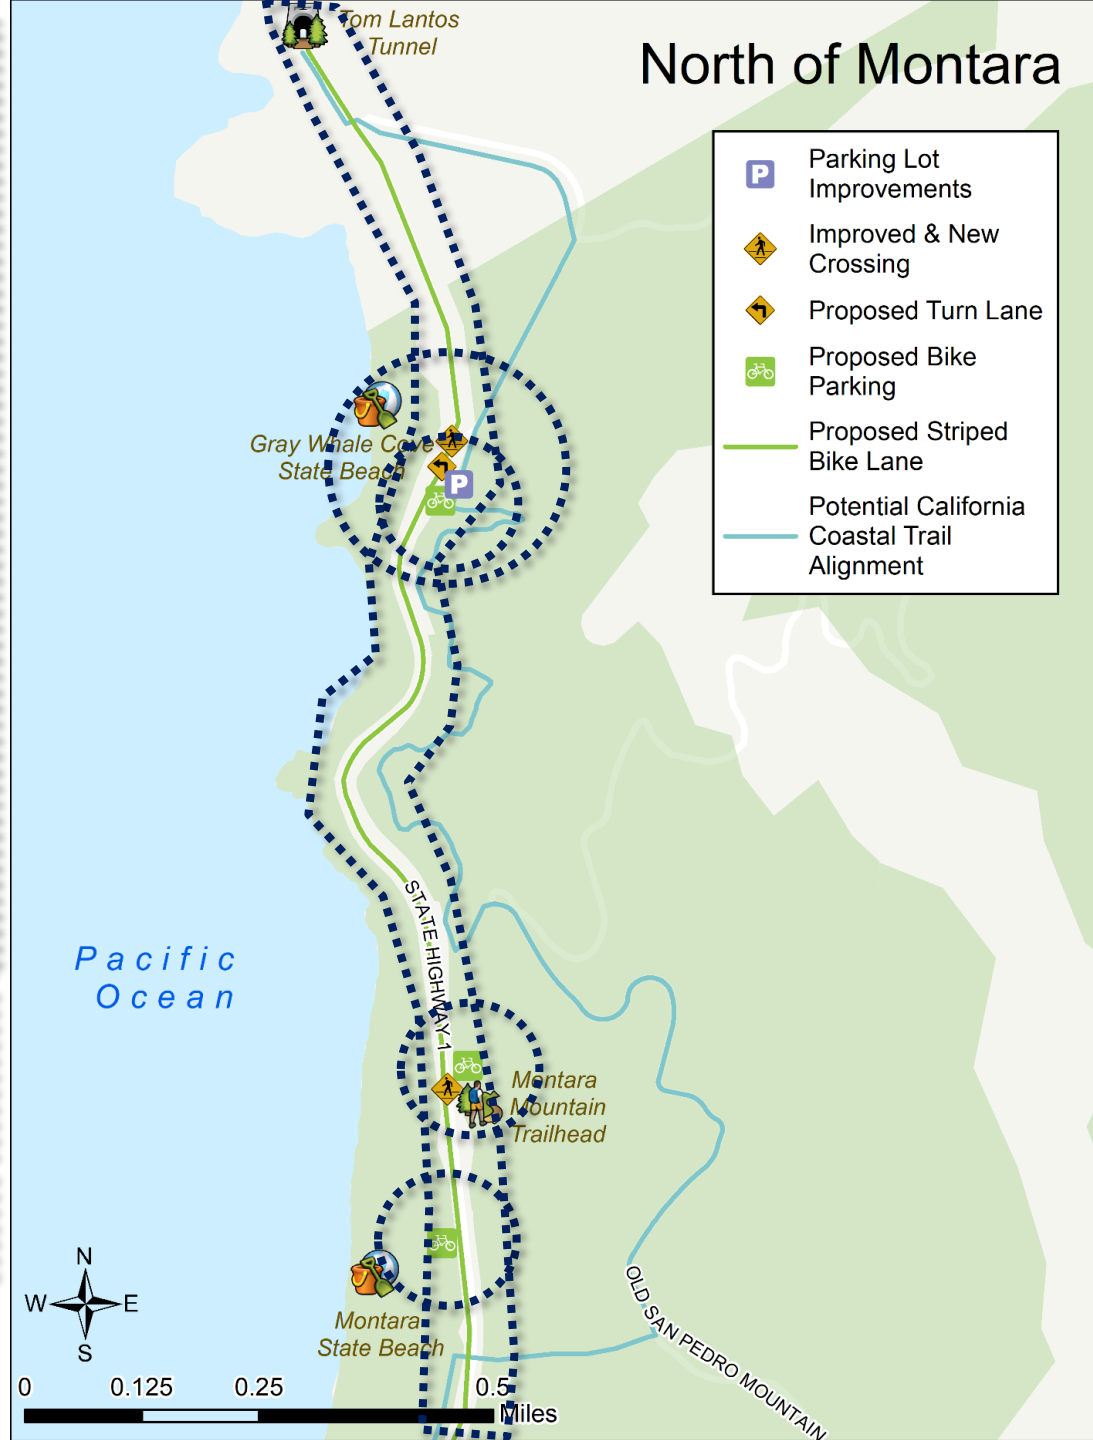 Tom Lantos
Tunnel
North of Montara
P
Parking Lot
Improvements
Improved & New
Crossing
Proposed Turn Lane
Proposed Bike
Parking
Proposed Striped
Bike Lane
Potential California
Coastal Trail
Alignment
Gray Whale Cove
State Beach
P
STATE HIGHWAY 1
Pacific
Ocean
Montara
Mountain
Trailhead
Montara
State Beach
OLD SAN PEDRO MOUNTAIN
N
W E
S
0 0.125 0.25 0.5
Miles